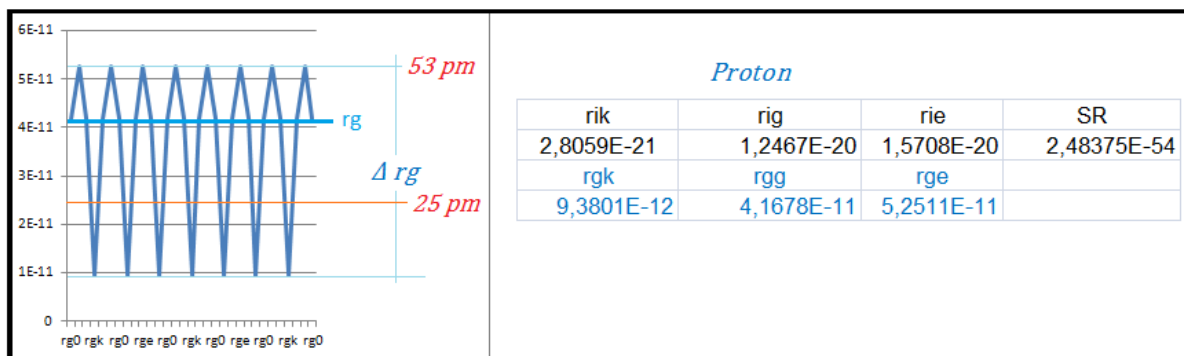 6E-11
5E-11
4E-11
3E-11
2E-11
1E-11
0
rg0 rgk rg0 rge rg0 rgk rg0 rge rg0 rgk rg0
53 pm
rg
Δ rg
25 pm
Proton
rik rig rie SR
2,8059E-21 1,2467E-20 1,5708E-20 2,48375E-54
rgk rgg rge
9,3801E-12 4,1678E-11 5,2511E-11